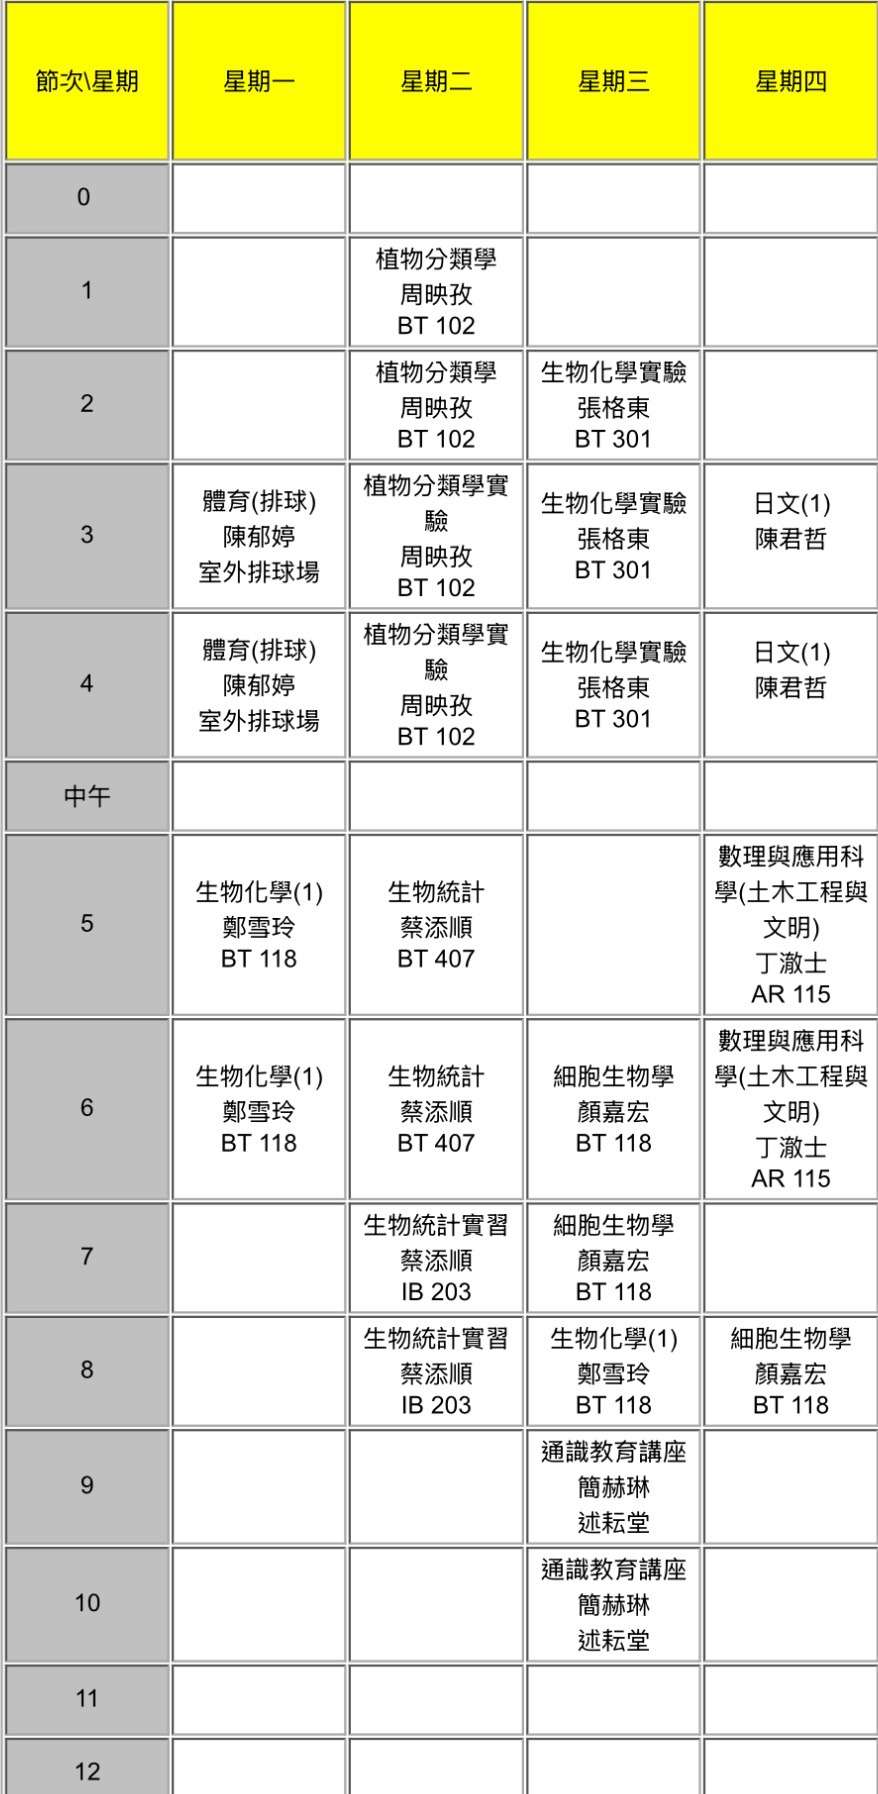 節次\星期
星期一
星期二
星期三
星期四
0
1
植物分類學
周映孜
BT 102
2
植物分類學
周映孜
BT 102
生物化學實驗
張格東
BT 301
3
體育(排球)
陳郁婷
室外排球場
植物分類學實
驗
周映孜
BT 102
生物化學實驗
張格東
BT 301
日文(1)
陳君哲
4
體育(排球)
陳郁婷
室外排球場
植物分類學實
驗
周映孜
BT 102
生物化學實驗
張格東
BT 301
日文(1)
陳君哲
中午
5
生物化學(1)
鄭雪玲
BT 118
生物統計
蔡添順
BT 407
數理與應用科
學(土木工程與
文明)
丁澈士
AR 115
6
生物化學(1)
鄭雪玲
BT 118
生物統計
蔡添順
BT 407
細胞生物學
顏嘉宏
BT 118
數理與應用科
學(土木工程與
文明)
丁澈士
AR 115
7
生物統計實習
蔡添順
IB 203
細胞生物學
顏嘉宏
BT 118
8
生物統計實習
蔡添順
IB 203
生物化學(1)
鄭雪玲
BT 118
細胞生物學
顏嘉宏
BT 118
9
通識教育講座
簡赫琳
述耘堂
10
通識教育講座
簡赫琳
述耘堂
11
12